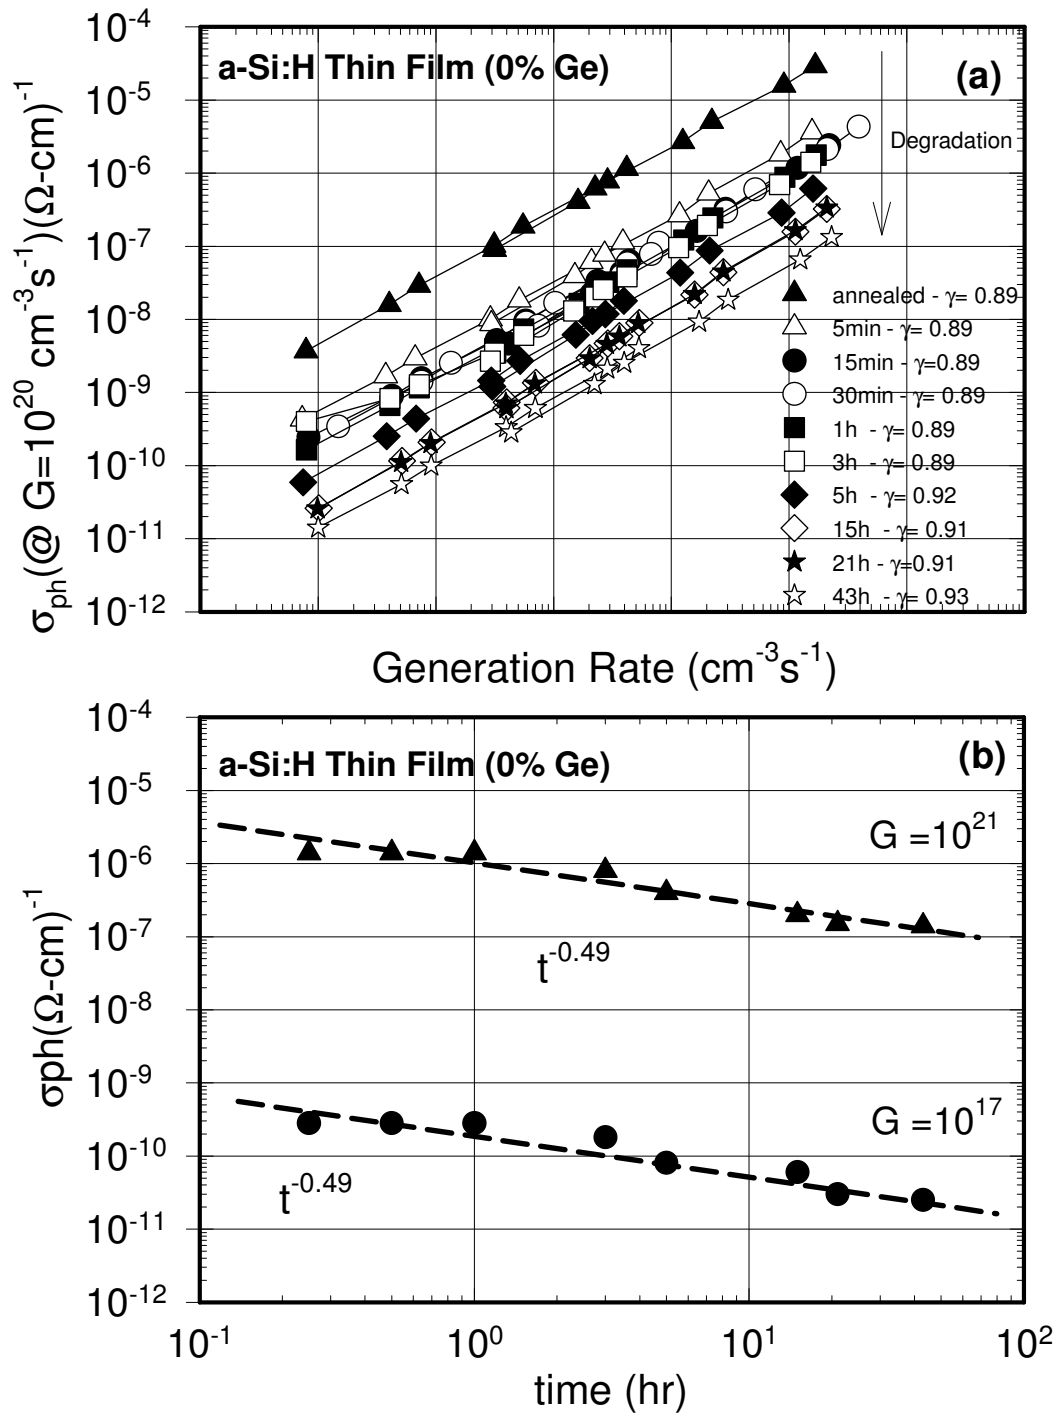 10⁻⁴
10⁻⁵
10⁻⁶
10⁻⁷
10⁻⁸
10⁻⁹
10⁻¹⁰
10⁻¹¹
10⁻¹²
σph(@ G=10²⁰ cm⁻³s⁻¹)(Ω-cm)⁻¹
a-Si:H Thin Film (0% Ge)
(a)
Degradation
annealed - γ= 0.89
5min - γ= 0.89
15min - γ= 0.89
30min - γ= 0.89
1h - γ= 0.89
3h - γ= 0.89
5h - γ= 0.92
15h - γ= 0.91
21h - γ=0.91
43h - γ= 0.93
Generation Rate (cm⁻³s⁻¹)
10⁻⁴
10⁻⁵
10⁻⁶
10⁻⁷
10⁻⁸
10⁻⁹
10⁻¹⁰
10⁻¹¹
10⁻¹²
σph(Ω-cm)⁻¹
a-Si:H Thin Film (0% Ge)
(b)
G =10²¹
t⁻⁰·⁴⁹
G =10¹⁷
t⁻⁰·⁴⁹
10⁻¹ 10⁰ 10¹ 10²
time (hr)